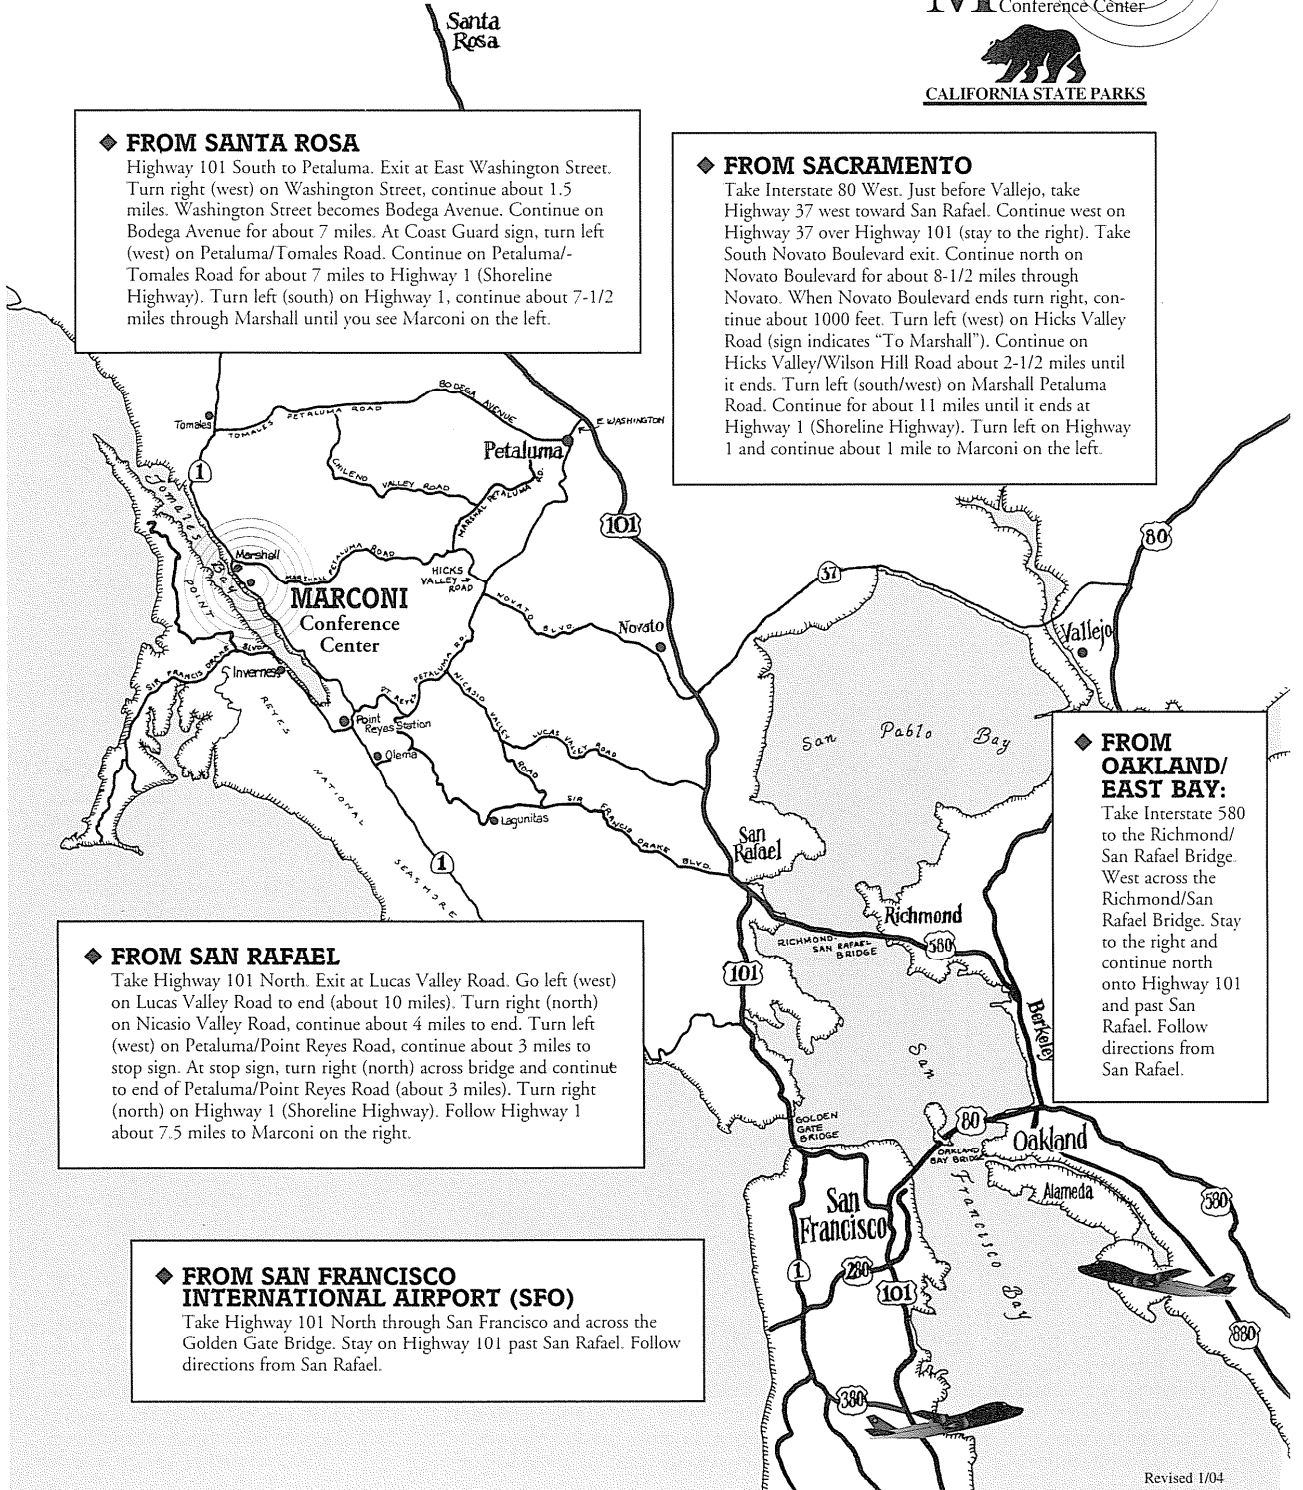 Conference Center
CALIFORNIA STATE PARKS
Santa
Rosa
FROM SANTA ROSA
Highway 101 South to Petaluma. Exit at East Washington Street.
Turn right (west) on Washington Street, continue about 1.5
miles. Washington Street becomes Bodega Avenue. Continue on
Bodega Avenue for about 7 miles. At Coast Guard sign, turn left
(west) on Petaluma/Tomales Road. Continue on Petaluma/-
Tomales Road for about 7 miles to Highway 1 (Shoreline
Highway). Turn left (south) on Highway 1, continue about 7-1/2
miles through Marshall until you see Marconi on the left.
FROM SACRAMENTO
Take Interstate 80 West. Just before Vallejo, take
Highway 37 west toward San Rafael. Continue west on
Highway 37 over Highway 101 (stay to the right). Take
South Novato Boulevard exit. Continue north on
Novato Boulevard for about 8-1/2 miles through
Novato. When Novato Boulevard ends turn right, con-
tinue about 1000 feet. Turn left (west) on Hicks Valley
Road (sign indicates "To Marshall"). Continue on
Hicks Valley/Wilson Hill Road about 2-1/2 miles until
it ends. Turn left (south/west) on Marshall Petaluma
Road. Continue for about 11 miles until it ends at
Highway 1 (Shoreline Highway). Turn left on Highway
1 and continue about 1 mile to Marconi on the left.
BODEGA AVENUE
TOMALES PETALUMA ROAD
Tomales
E. WASHINGTON
Petaluma
1
CHILENO VALLEY ROAD
MARSHAL PETALUMA RD.
101
80
Tomales Bay
Marshall
MARSHALL PETALUMA ROAD
HICKS
VALLEY
ROAD
37
MARCONI
Conference
Center
POINT
REYES
NATIONAL
SEASHORE
NOVATO BLVD.
Novato
Vallejo
SIR FRANCIS DRAKE BLVD.
Inverness
PT. REYES PETALUMA RD.
NICASIO VALLEY ROAD
Point
Reyes Station
LUCAS VALLEY ROAD
Olema
San Pablo Bay
Lagunitas
SIR FRANCIS DRAKE BLVD.
San
Rafael
1
FROM
OAKLAND/
EAST BAY:
Take Interstate 580
to the Richmond/
San Rafael Bridge.
West across the
Richmond/San
Rafael Bridge. Stay
to the right and
continue north
onto Highway 101
and past San
Rafael. Follow
directions from
San Rafael.
Richmond
RICHMOND-
SAN RAFAEL
BRIDGE
580
101
Berkeley
FROM SAN RAFAEL
Take Highway 101 North. Exit at Lucas Valley Road. Go left (west)
on Lucas Valley Road to end (about 10 miles). Turn right (north)
on Nicasio Valley Road, continue about 4 miles to end. Turn left
(west) on Petaluma/Point Reyes Road, continue about 3 miles to
stop sign. At stop sign, turn right (north) across bridge and continue
to end of Petaluma/Point Reyes Road (about 3 miles). Turn right
(north) on Highway 1 (Shoreline Highway). Follow Highway 1
about 7.5 miles to Marconi on the right.
San Francisco Bay
GOLDEN
GATE
BRIDGE
80
OAKLAND
BAY BRIDGE
Oakland
Alameda
580
San
Francisco
1
280
101
880
380
FROM SAN FRANCISCO
INTERNATIONAL AIRPORT (SFO)
Take Highway 101 North through San Francisco and across the
Golden Gate Bridge. Stay on Highway 101 past San Rafael. Follow
directions from San Rafael.
Revised 1/04